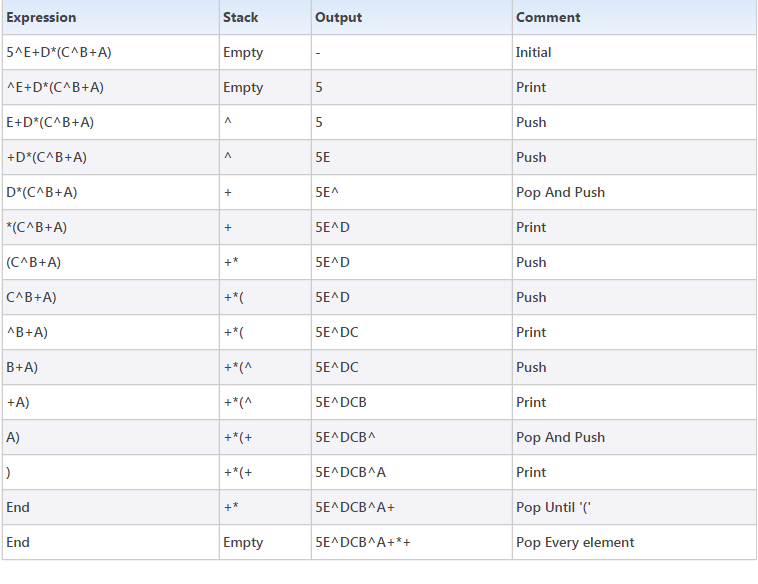 Expression Stack Output Comment
5^E+D*(C^B+A) Empty - Initial
^E+D*(C^B+A) Empty 5 Print
E+D*(C^B+A) ^ 5 Push
+D*(C^B+A) ^ 5E Push
D*(C^B+A) + 5E^ Pop And Push
*(C^B+A) + 5E^D Print
(C^B+A) +* 5E^D Push
C^B+A) +*( 5E^D Push
^B+A) +*( 5E^DC Print
B+A) +*(^ 5E^DC Push
+A) +*(^ 5E^DCB Print
A) +*(+ 5E^DCB^ Pop And Push
) +*(+ 5E^DCB^A Print
End +* 5E^DCB^A+ Pop Until '('
End Empty 5E^DCB^A+*+ Pop Every element